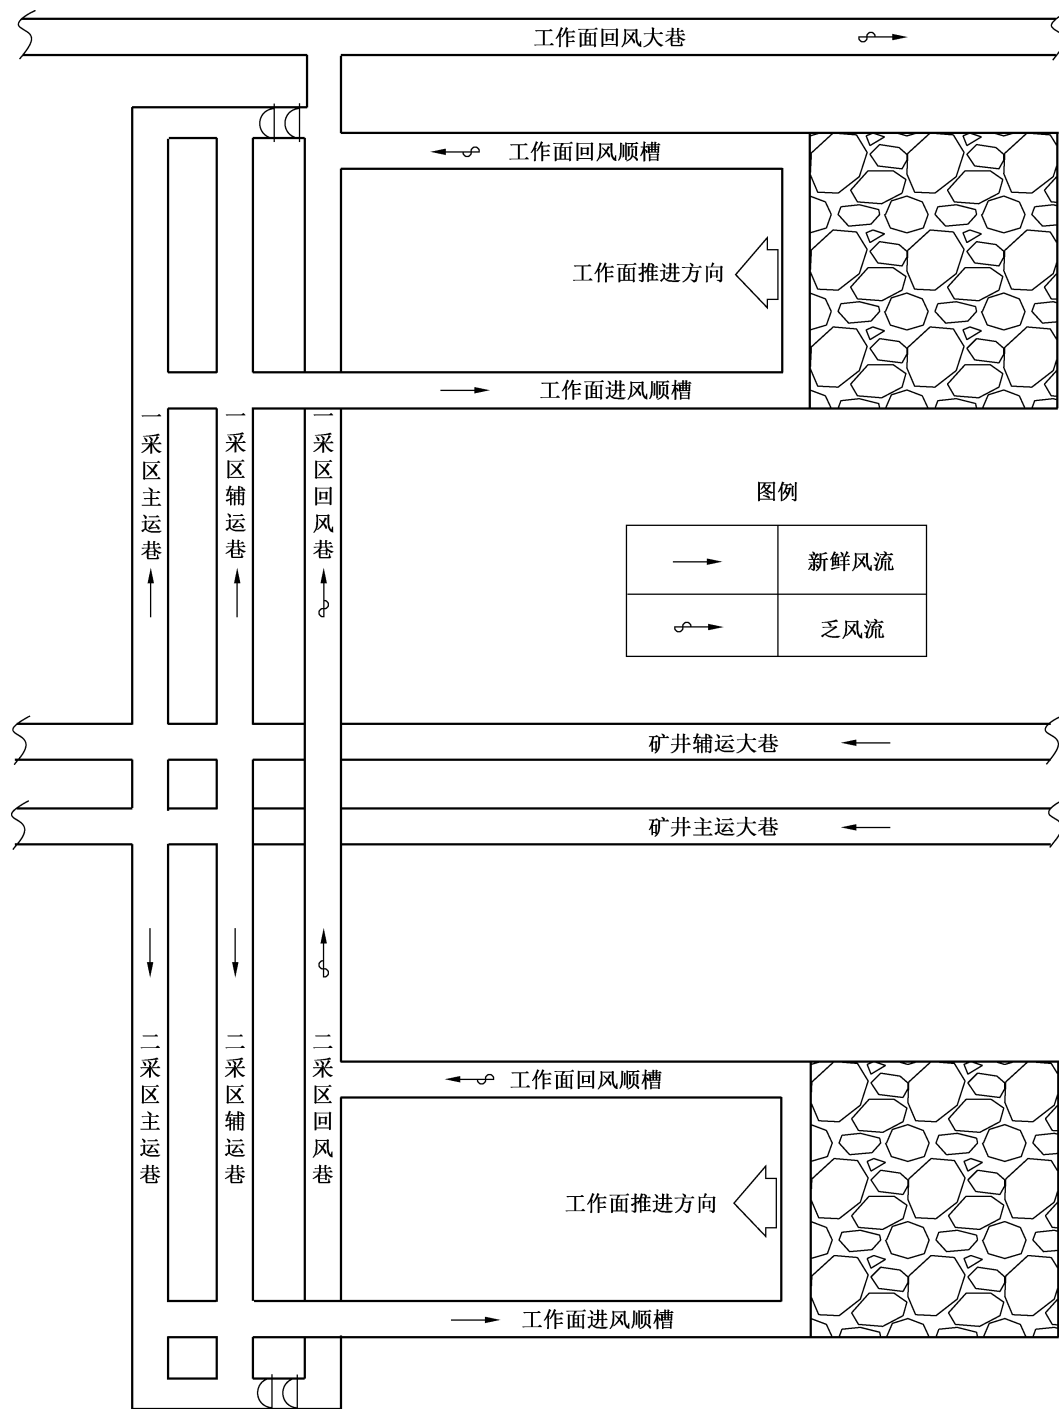 工作面回风大巷
工作面回风顺槽
工作面推进方向
工作面进风顺槽
一采区主运巷
一采区辅运巷
一采区回风巷
图例
新鲜风流
乏风流
矿井辅运大巷
矿井主运大巷
二采区主运巷
二采区辅运巷
二采区回风巷
工作面回风顺槽
工作面推进方向
工作面进风顺槽